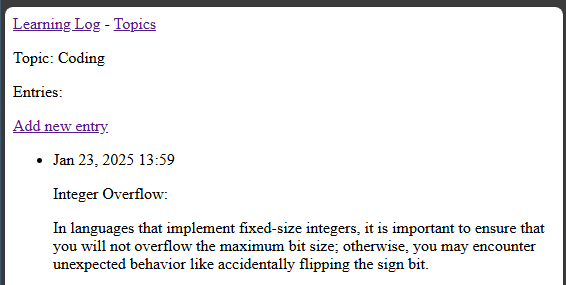 Learning Log - Topics
Topic: Coding
Entries:
Add new entry
Jan 23, 2025 13:59
Integer Overflow:
In languages that implement fixed-size integers, it is important to ensure that
you will not overflow the maximum bit size; otherwise, you may encounter
unexpected behavior like accidentally flipping the sign bit.